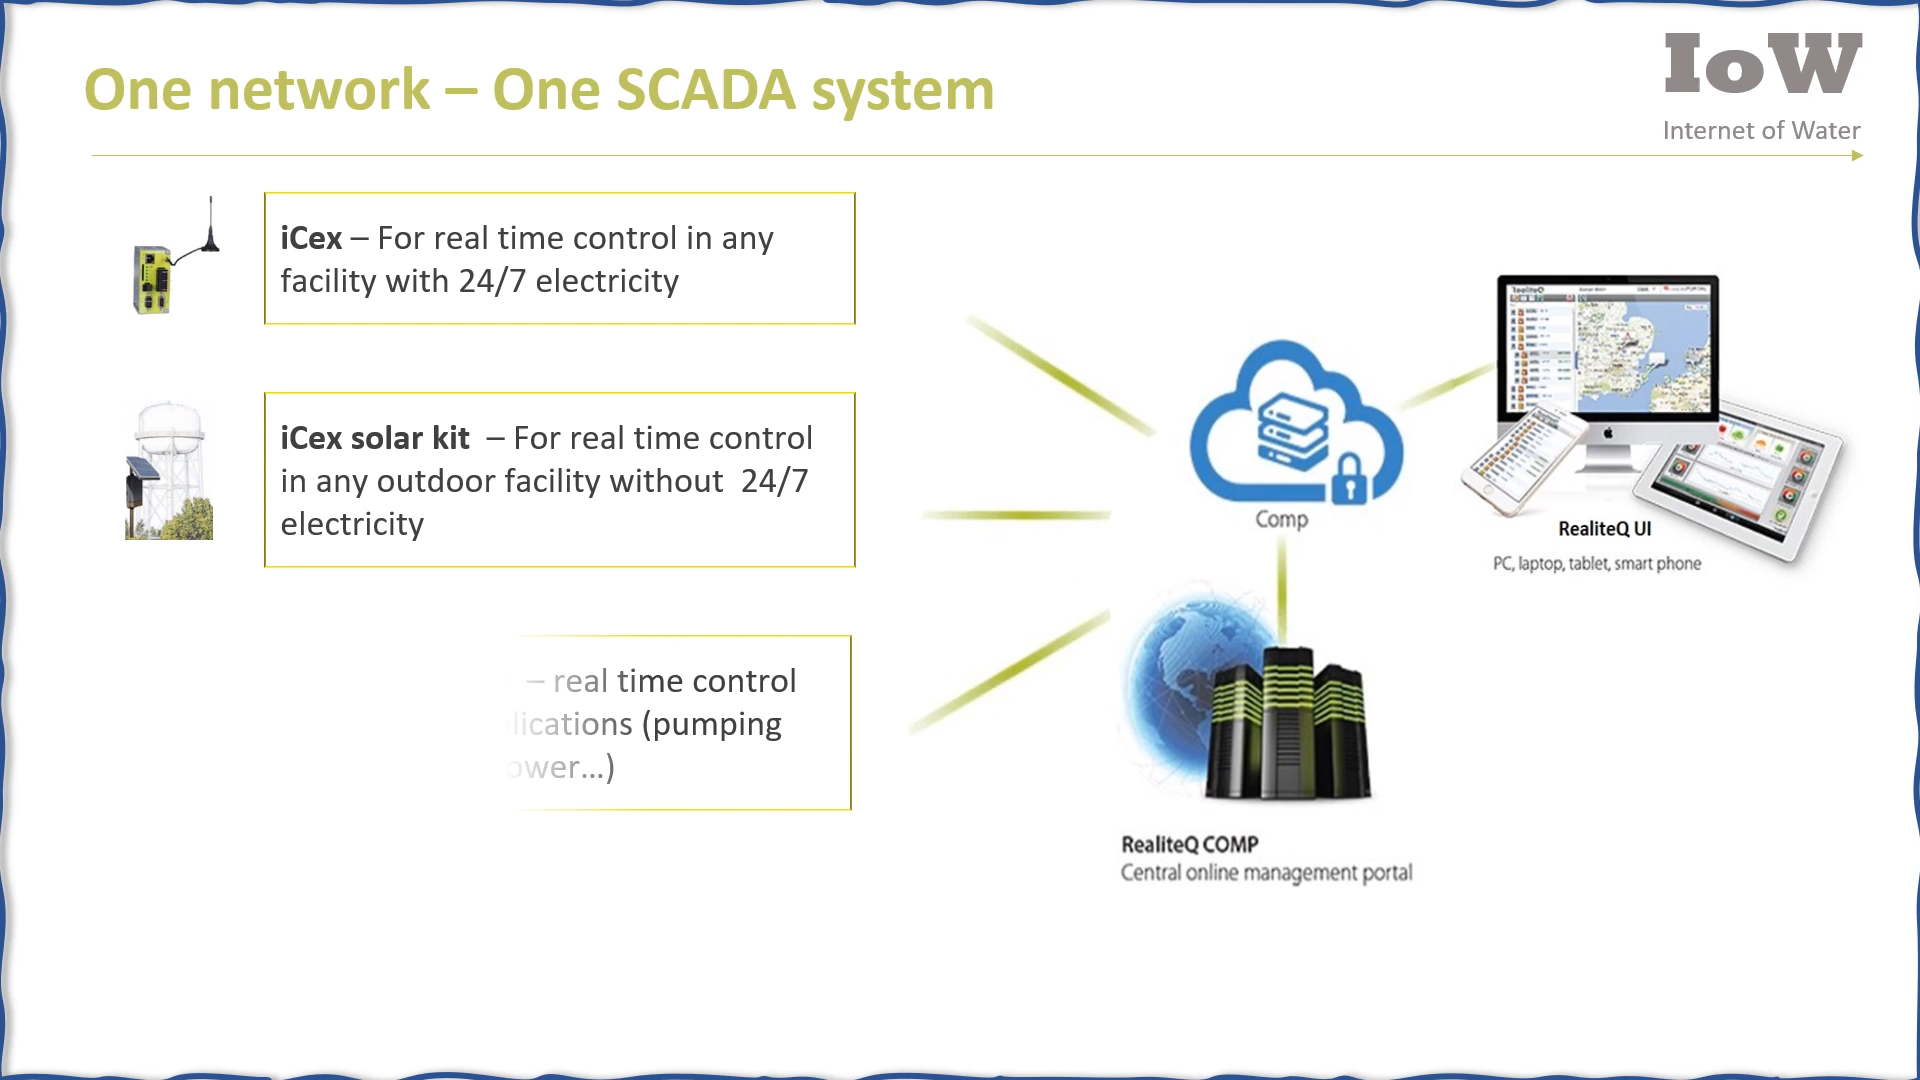 One network – One SCADA system
IoW
Internet of Water
iCex – For real time control in any
facility with 24/7 electricity
iCex solar kit – For real time control
in any outdoor facility without 24/7
electricity
– real time control
lications (pumping
ower...)
Comp
RealiteQ UI
PC, laptop, tablet, smart phone
RealiteQ COMP
Central online management portal